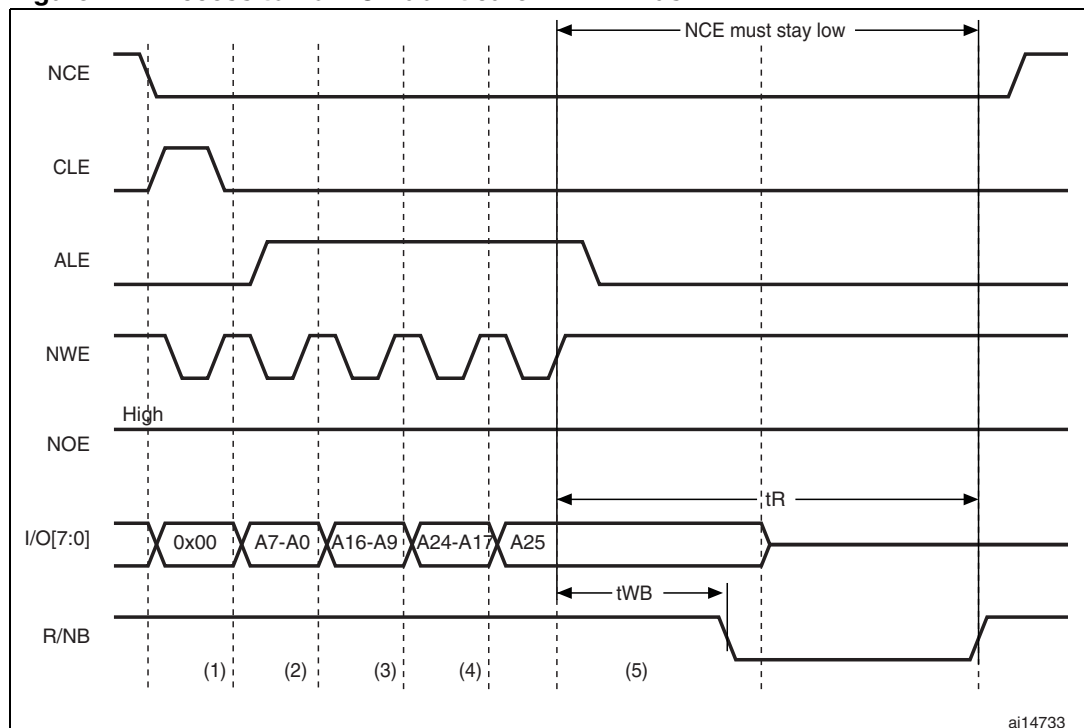 NCE must stay low
NCE
CLE
ALE
NWE
High
NOE
tR
I/O[7:0]
0x00
A7-A0
A16-A9
A24-A17
A25
tWB
R/NB
(1)
(2)
(3)
(4)
(5)
ai14733